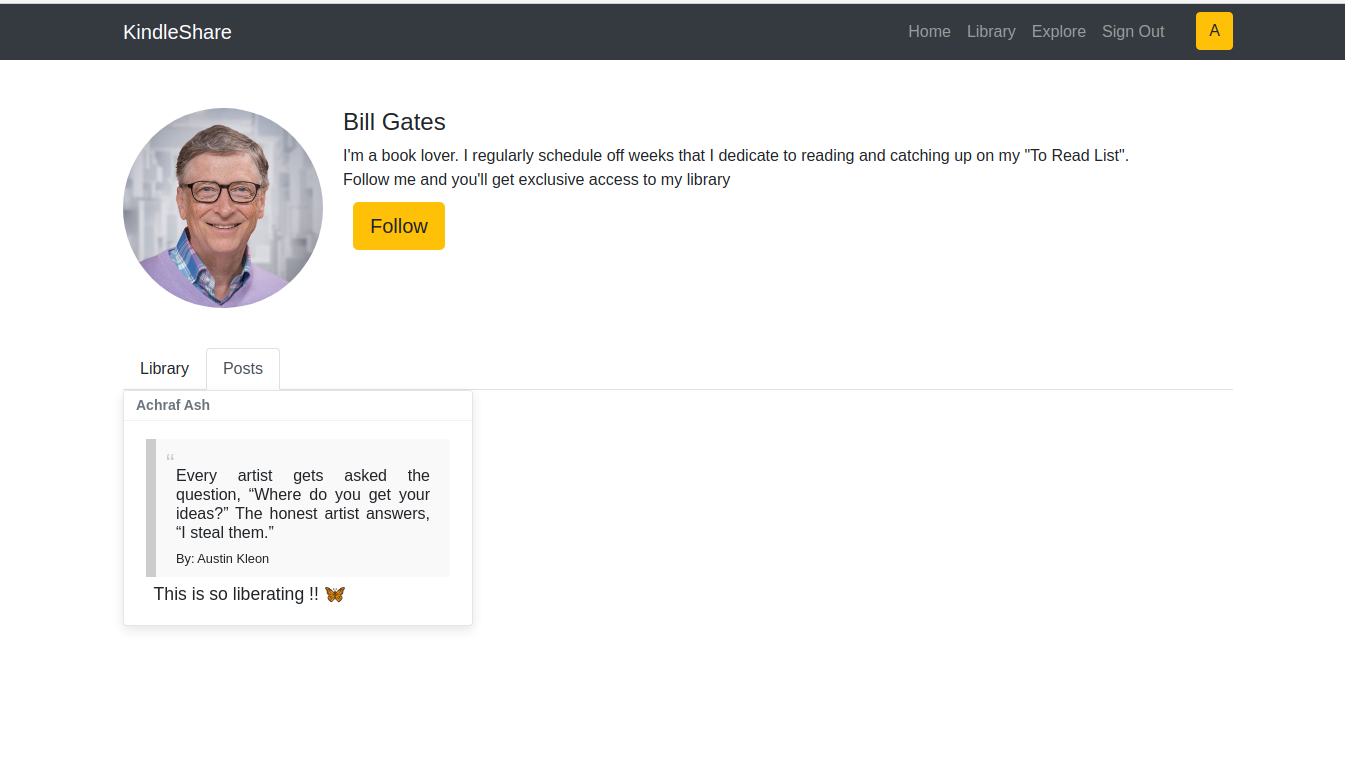 KindleShare
Home Library Explore Sign Out A
Bill Gates
I'm a book lover. I regularly schedule off weeks that I dedicate to reading and catching up on my "To Read List".
Follow me and you'll get exclusive access to my library
Follow
Library Posts
Achraf Ash
“
Every artist gets asked the
question, “Where do you get your
ideas?” The honest artist answers,
“I steal them.”
By: Austin Kleon
This is so liberating !! 🦋